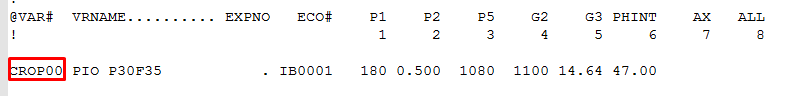 @VAR#  VRNAME.......... EXPNO   ECO#    P1    P2    P5    G2    G3 PHINT    AX   ALL
!                                        1     2     3     4     5     6     7     8
CROP00 PIO P30F35            . IB0001   180 0.500  1080  1100 14.64 47.00